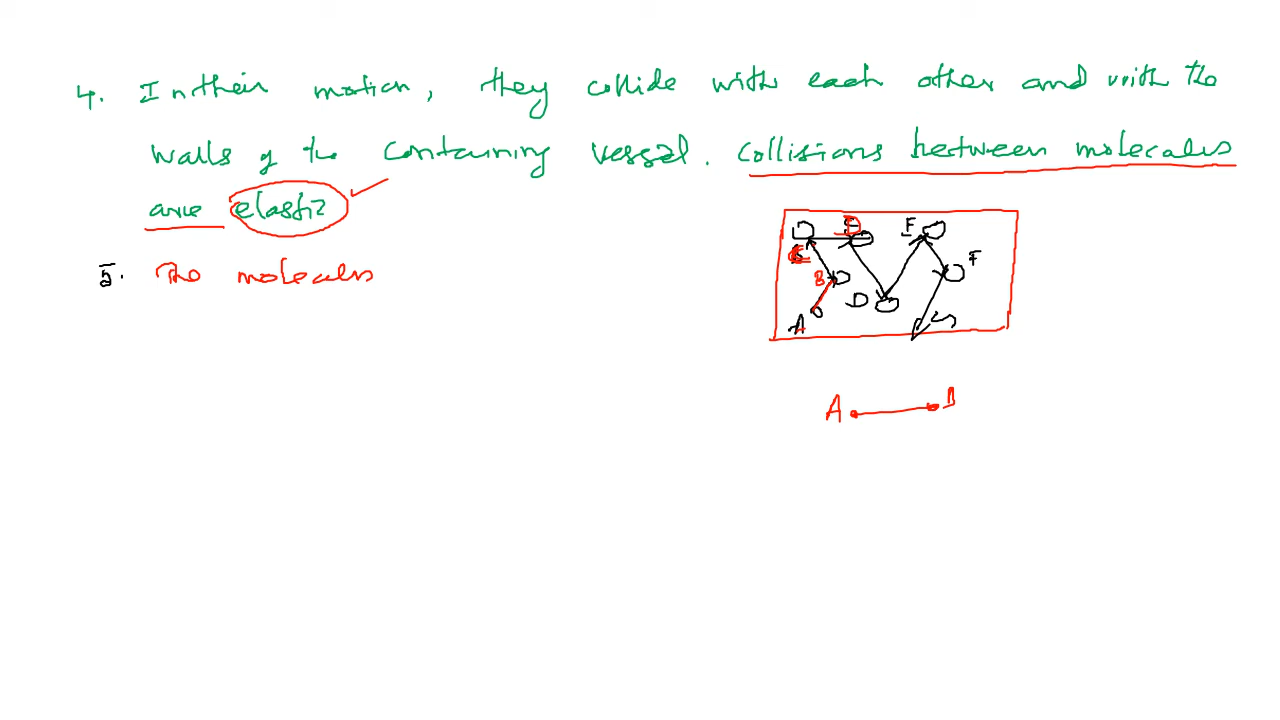 4. In their motion, they collide with each other and with the
walls of the containing vessel. Collisions between molecules
are elastic
5. The molecules
D E F
B F
D
A
A B